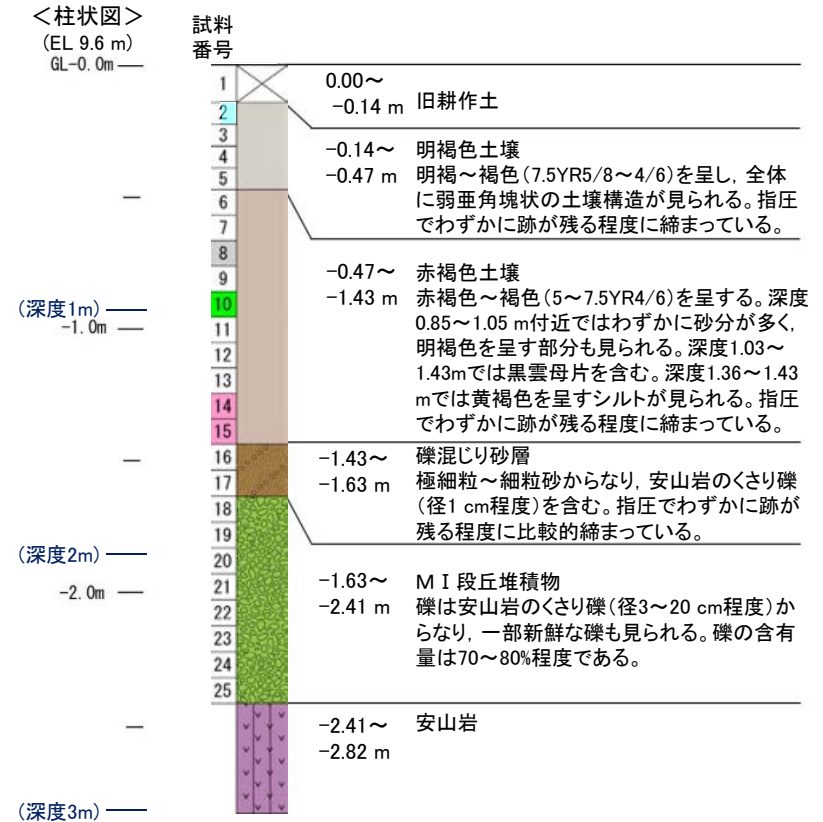 <柱状図>
(EL 9.6 m)
試料
番号
GL-0.0m
1
2
3
4
5
6
7
8
9
10
11
12
13
14
15
16
17
18
19
20
21
22
23
24
25
(深度1m)
-1.0m
(深度2m)
-2.0m
(深度3m)
0.00～
-0.14 m 旧耕作土
-0.14～ 明褐色土壌
-0.47 m 明褐～褐色(7.5YR5/8～4/6)を呈し, 全体
に弱亜角塊状の土壌構造が見られる。指圧
でわずかに跡が残る程度に締まっている。
-0.47～ 赤褐色土壌
-1.43 m 赤褐色～褐色(5～7.5YR4/6)を呈する。深度
0.85～1.05 m付近ではわずかに砂分が多く,
明褐色を呈す部分も見られる。深度1.03～
1.43mでは黒雲母片を含む。深度1.36～1.43
mでは黄褐色を呈すシルトが見られる。指圧
でわずかに跡が残る程度に締まっている。
-1.43～ 礫混じり砂層
-1.63 m 極細粒～細粒砂からなり, 安山岩のくさり礫
(径1 cm程度)を含む。指圧でわずかに跡が
残る程度に比較的締まっている。
-1.63～ MⅠ段丘堆積物
-2.41 m 礫は安山岩のくさり礫(径3～20 cm程度)か
らなり, 一部新鮮な礫も見られる。礫の含有
量は70～80%程度である。
-2.41～ 安山岩
-2.82 m